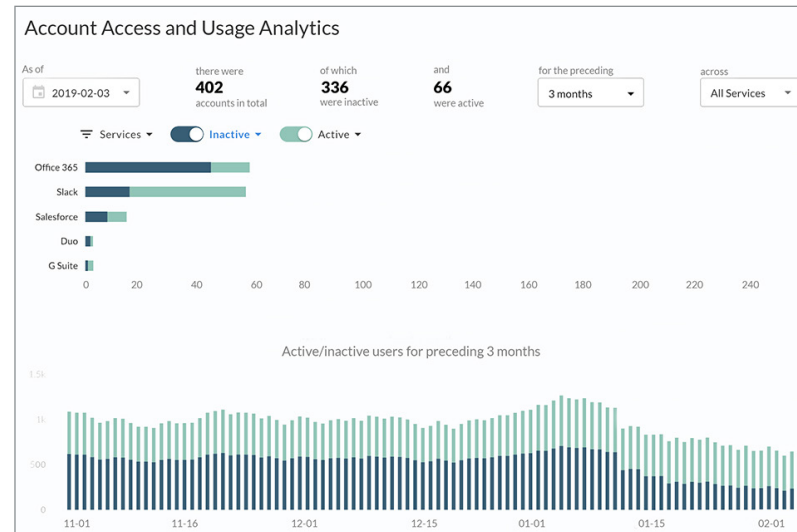 Account Access and Usage Analytics
As of
there were
of which
and
for the preceding
across
2019-02-03
402
336
66
3 months
All Services
accounts in total
were inactive
were active
Services
Inactive
Active
Office 365
Slack
Salesforce
Duo
G Suite
0 20 40 60 80 100 120 140 160 180 200 220 240
Active/inactive users for preceding 3 months
1.5k
1k
500
0
11-01 11-16 12-01 12-15 01-01 01-15 02-01